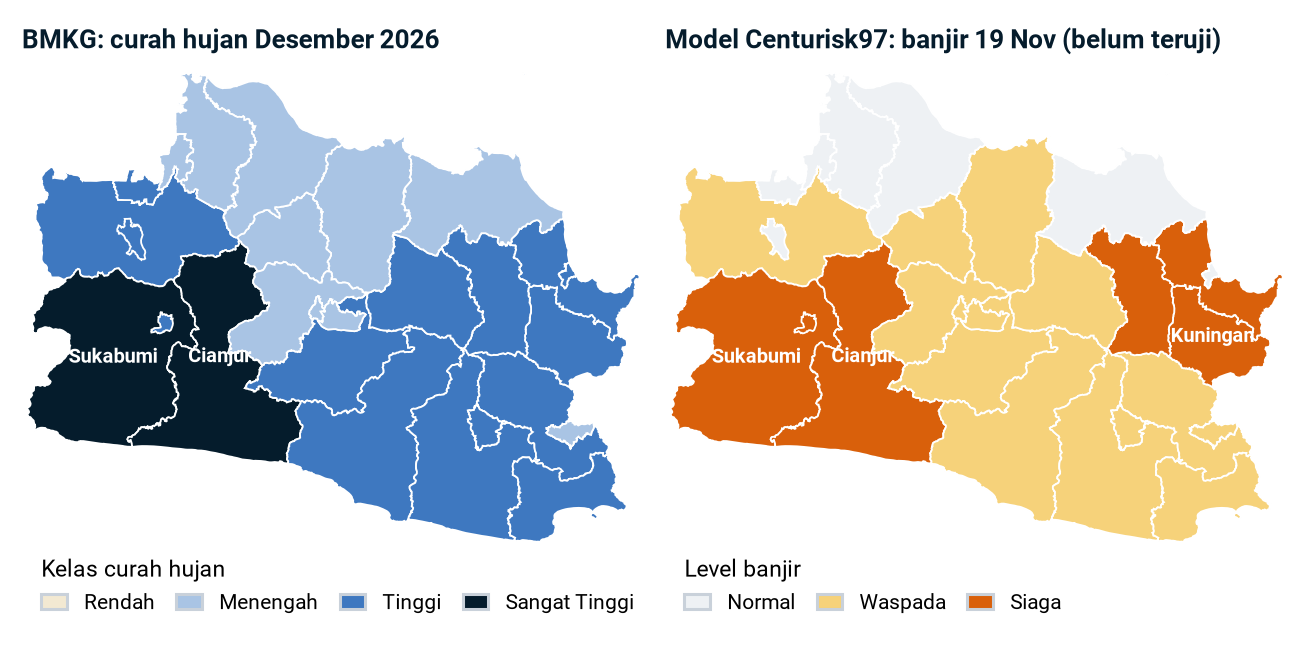 BMKG: curah hujan Desember 2026
Model Centurisk97: banjir 19 Nov (belum teruji)
Sukabumi
Cianjur
Sukabumi
Cianjur
Kuningan
Kelas curah hujan
Rendah
Menengah
Tinggi
Sangat Tinggi
Level banjir
Normal
Waspada
Siaga